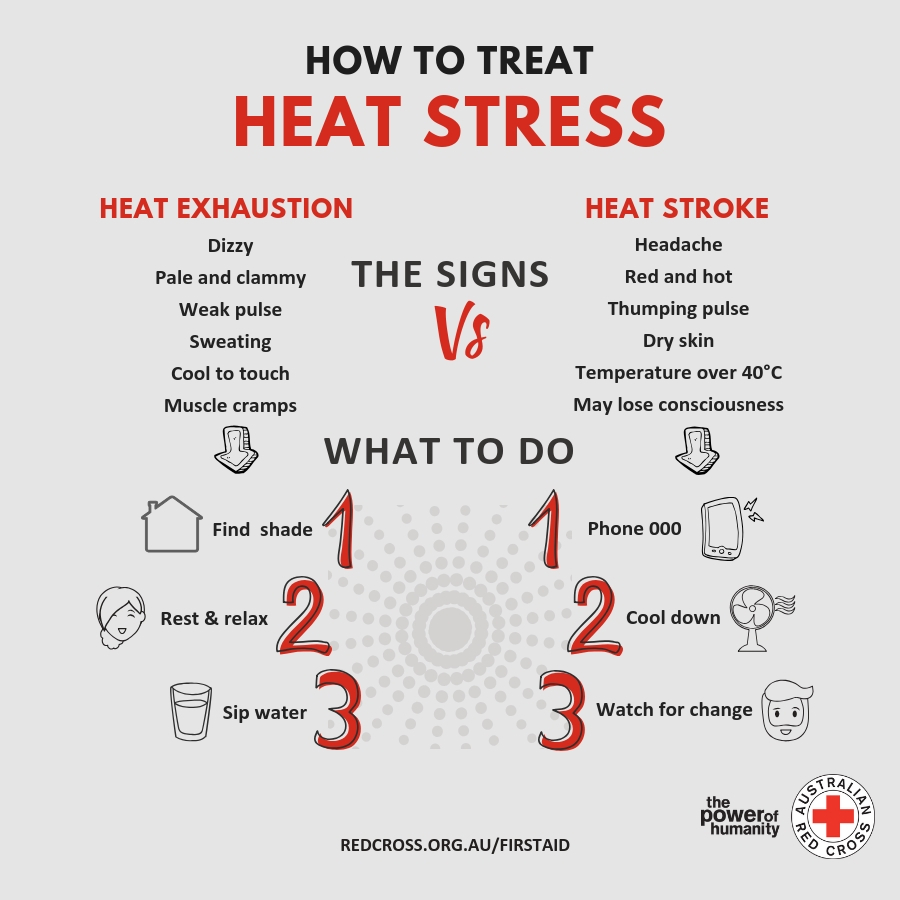 HOW TO TREAT
HEAT STRESS
HEAT EXHAUSTION
Dizzy
Pale and clammy
Weak pulse
Sweating
Cool to touch
Muscle cramps
THE SIGNS
Vs
HEAT STROKE
Headache
Red and hot
Thumping pulse
Dry skin
Temperature over 40°C
May lose consciousness
WHAT TO DO
Find  shade 1
Rest & relax 2
Sip water 3
1 Phone 000
2 Cool down
3 Watch for change
the
power of
humanity
AUSTRALIAN
RED CROSS
REDCROSS.ORG.AU/FIRSTAID